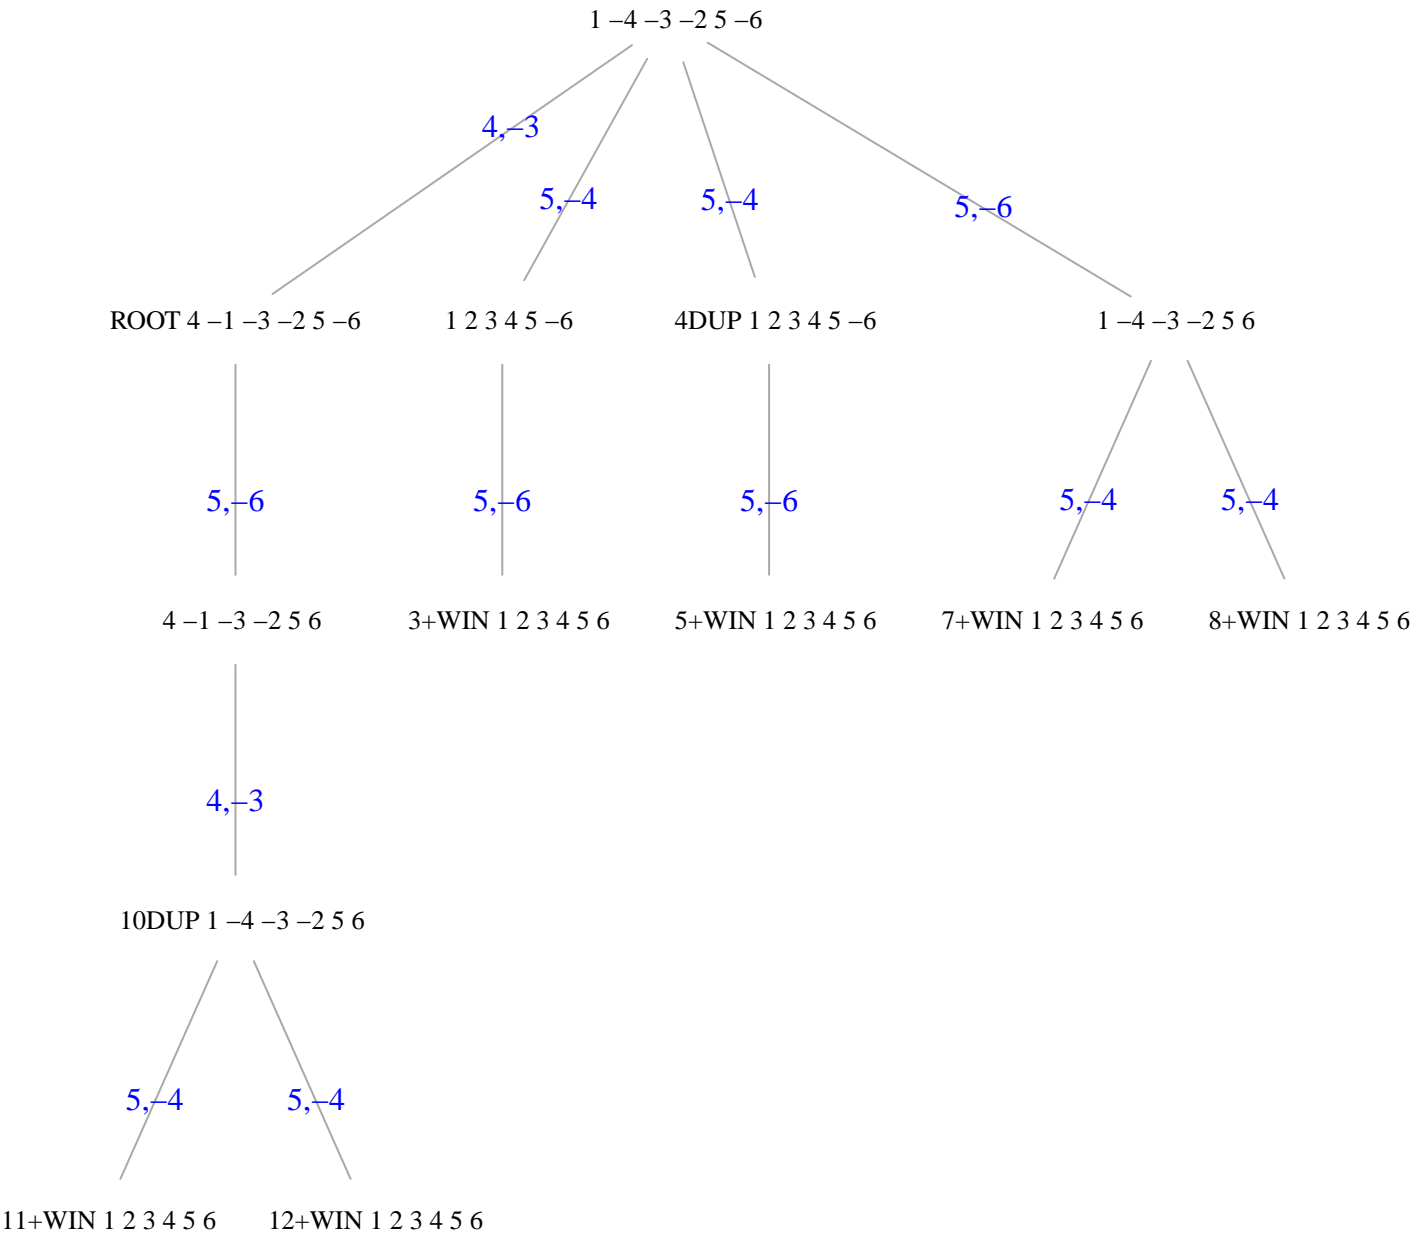 1 −4 −3 −2 5 −6
4,−3
5,−4
5,−4
5,−6
ROOT 4 −1 −3 −2 5 −6
1 2 3 4 5 −6
4DUP 1 2 3 4 5 −6
1 −4 −3 −2 5 6
5,−6
5,−6
5,−6
5,−4
5,−4
4 −1 −3 −2 5 6
3+WIN 1 2 3 4 5 6
5+WIN 1 2 3 4 5 6
7+WIN 1 2 3 4 5 6
8+WIN 1 2 3 4 5 6
4,−3
10DUP 1 −4 −3 −2 5 6
5,−4
5,−4
11+WIN 1 2 3 4 5 6
12+WIN 1 2 3 4 5 6